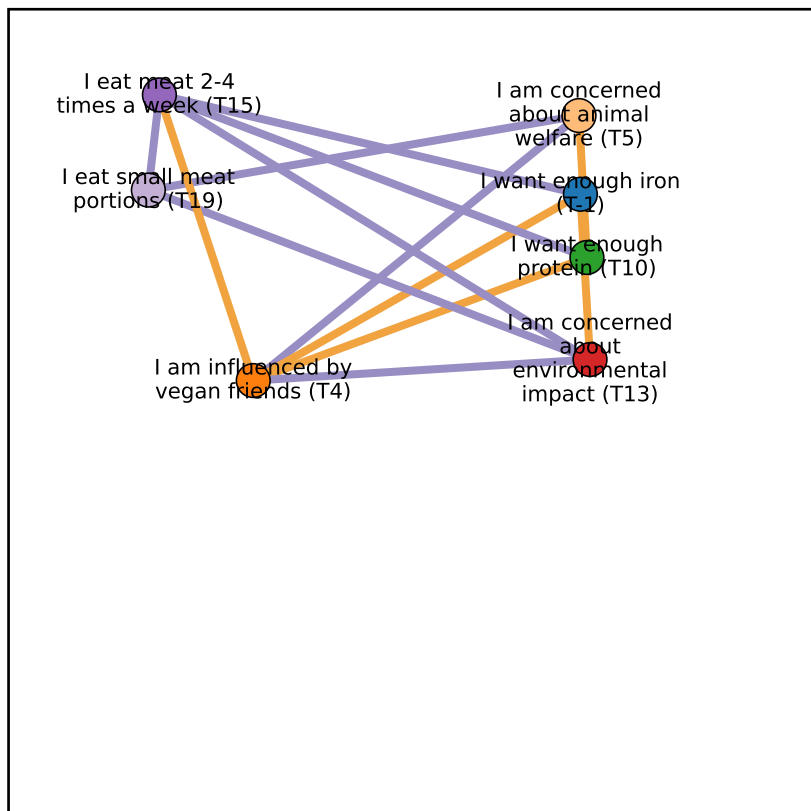 I eat meat 2-4
times a week (T15)
I am concerned
about animal
welfare (T5)
I eat small meat
portions (T19)
I want enough iron
(T-1)
I want enough
protein (T10)
I am concerned
about
environmental
impact (T13)
I am influenced by
vegan friends (T4)